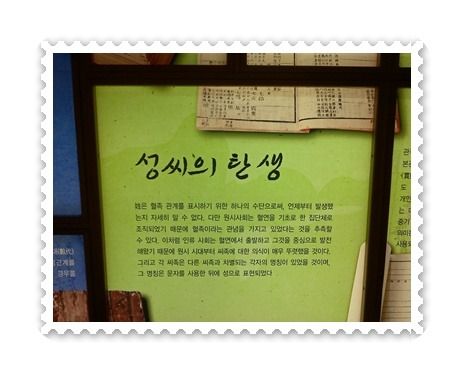 성씨의 탄생
姓은 혈족 관계를 표시하기 위한 하나의 수단으로써, 언제부터 발생했
는지 자세히 알 수 없다. 다만 원시사회는 혈연을 기초로 한 집단체로
조직되었기 때문에 혈족이라는 관념을 가지고 있었다는 것을 추측할
수 있다. 이처럼 인류 사회는 혈연에서 출발하고 그것을 중심으로 발전
해왔기 때문에 원시 시대부터 씨족에 대한 의식이 매우 뚜렷했을 것이다.
그리고 각 씨족은 다른 씨족과 차별되는 각자의 명칭이 있었을 것이며,
그 명칭은 문자를 사용한 뒤에 성으로 표현되었다